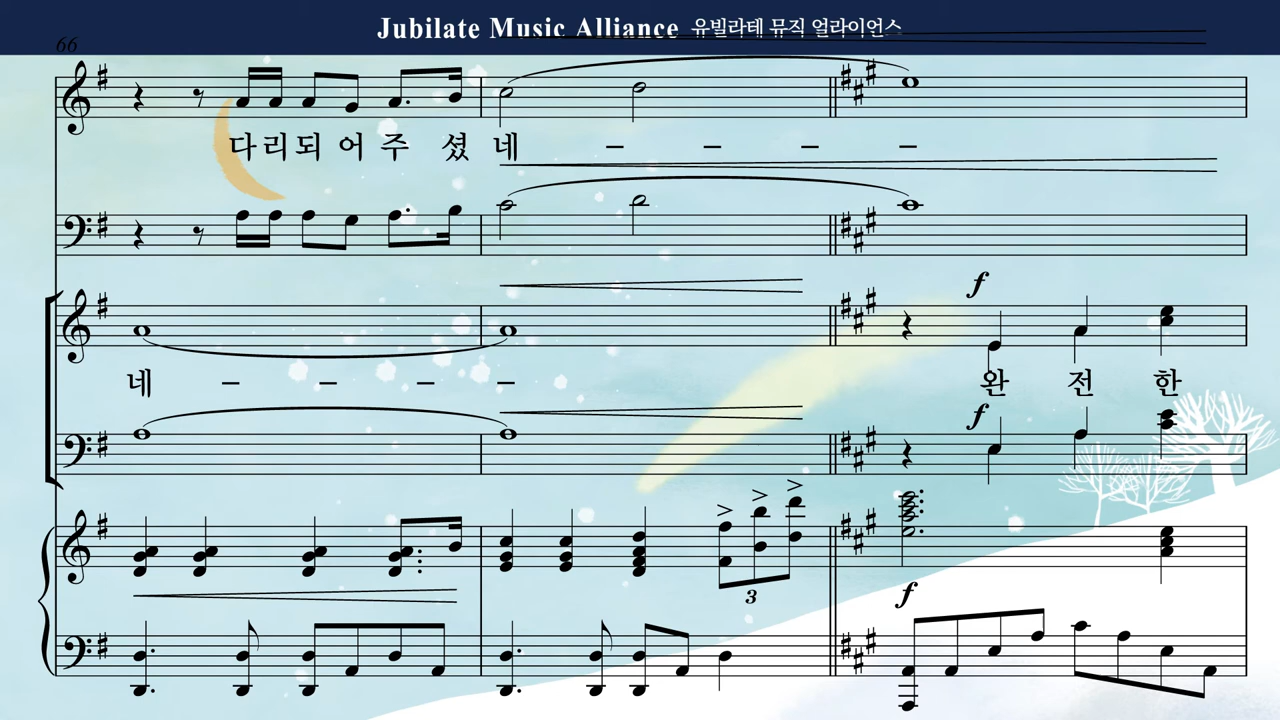 Jubilate Music Alliance 유빌라테 뮤직 얼라이언스
66
다리되어주셨네 – – – –
f
네 – – – – 완전한
f
3
f